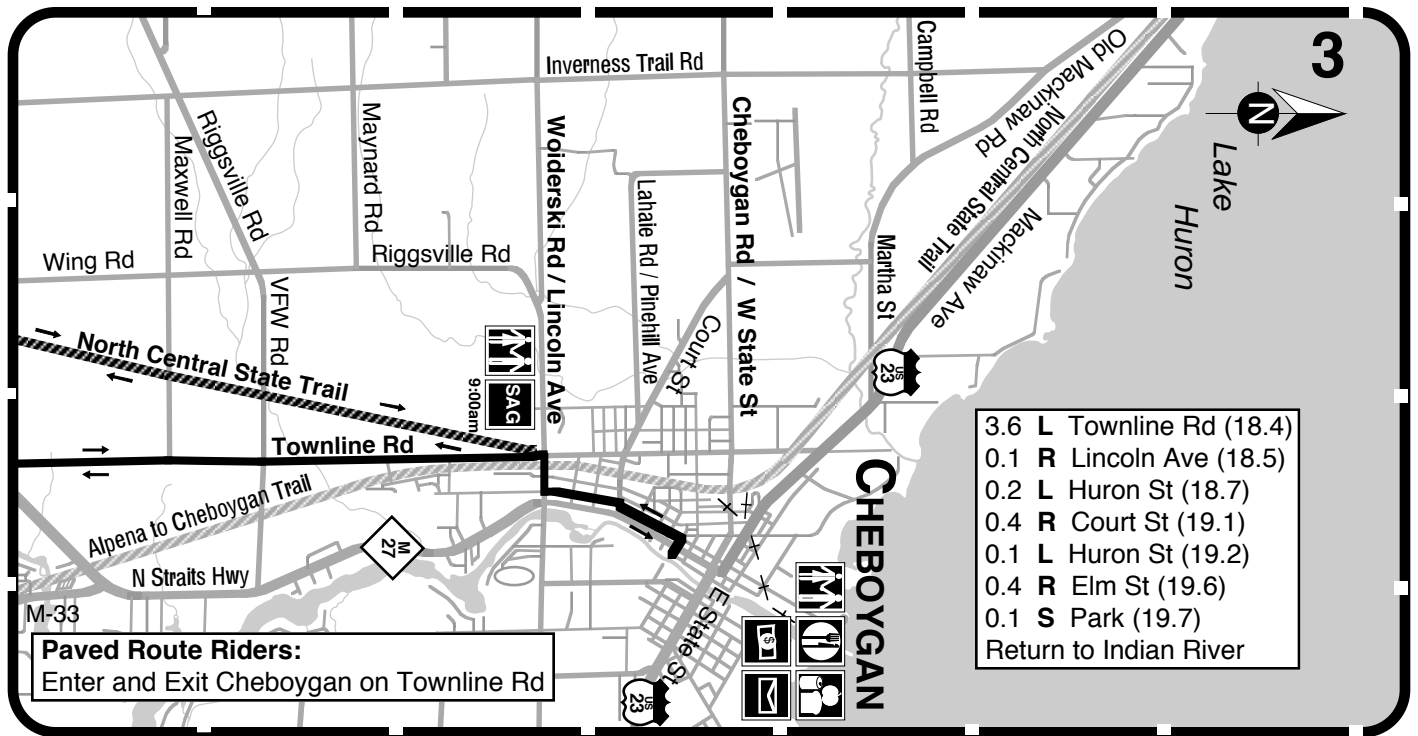 3
N
Lake
Huron
Inverness Trail Rd
Campbell Rd
Old Mackinaw Rd
North Central State Trail
Mackinaw Ave
Martha St
Riggsville Rd
Maxwell Rd
Maynard Rd
Woiderski Rd / Lincoln Ave
Cheboygan Rd / W State St
Lahaie Rd / Pinehill Ave
Court St
Wing Rd
Riggsville Rd
VFW Rd
North Central State Trail
SAG
9:00am
US
23
Townline Rd
Alpena to Cheboygan Trail
M
27
N Straits Hwy
M-33
CHEBOYGAN
E State St
$
US
23
3.6 L Townline Rd (18.4)
0.1 R Lincoln Ave (18.5)
0.2 L Huron St (18.7)
0.4 R Court St (19.1)
0.1 L Huron St (19.2)
0.4 R Elm St (19.6)
0.1 S Park (19.7)
Return to Indian River
Paved Route Riders:
Enter and Exit Cheboygan on Townline Rd